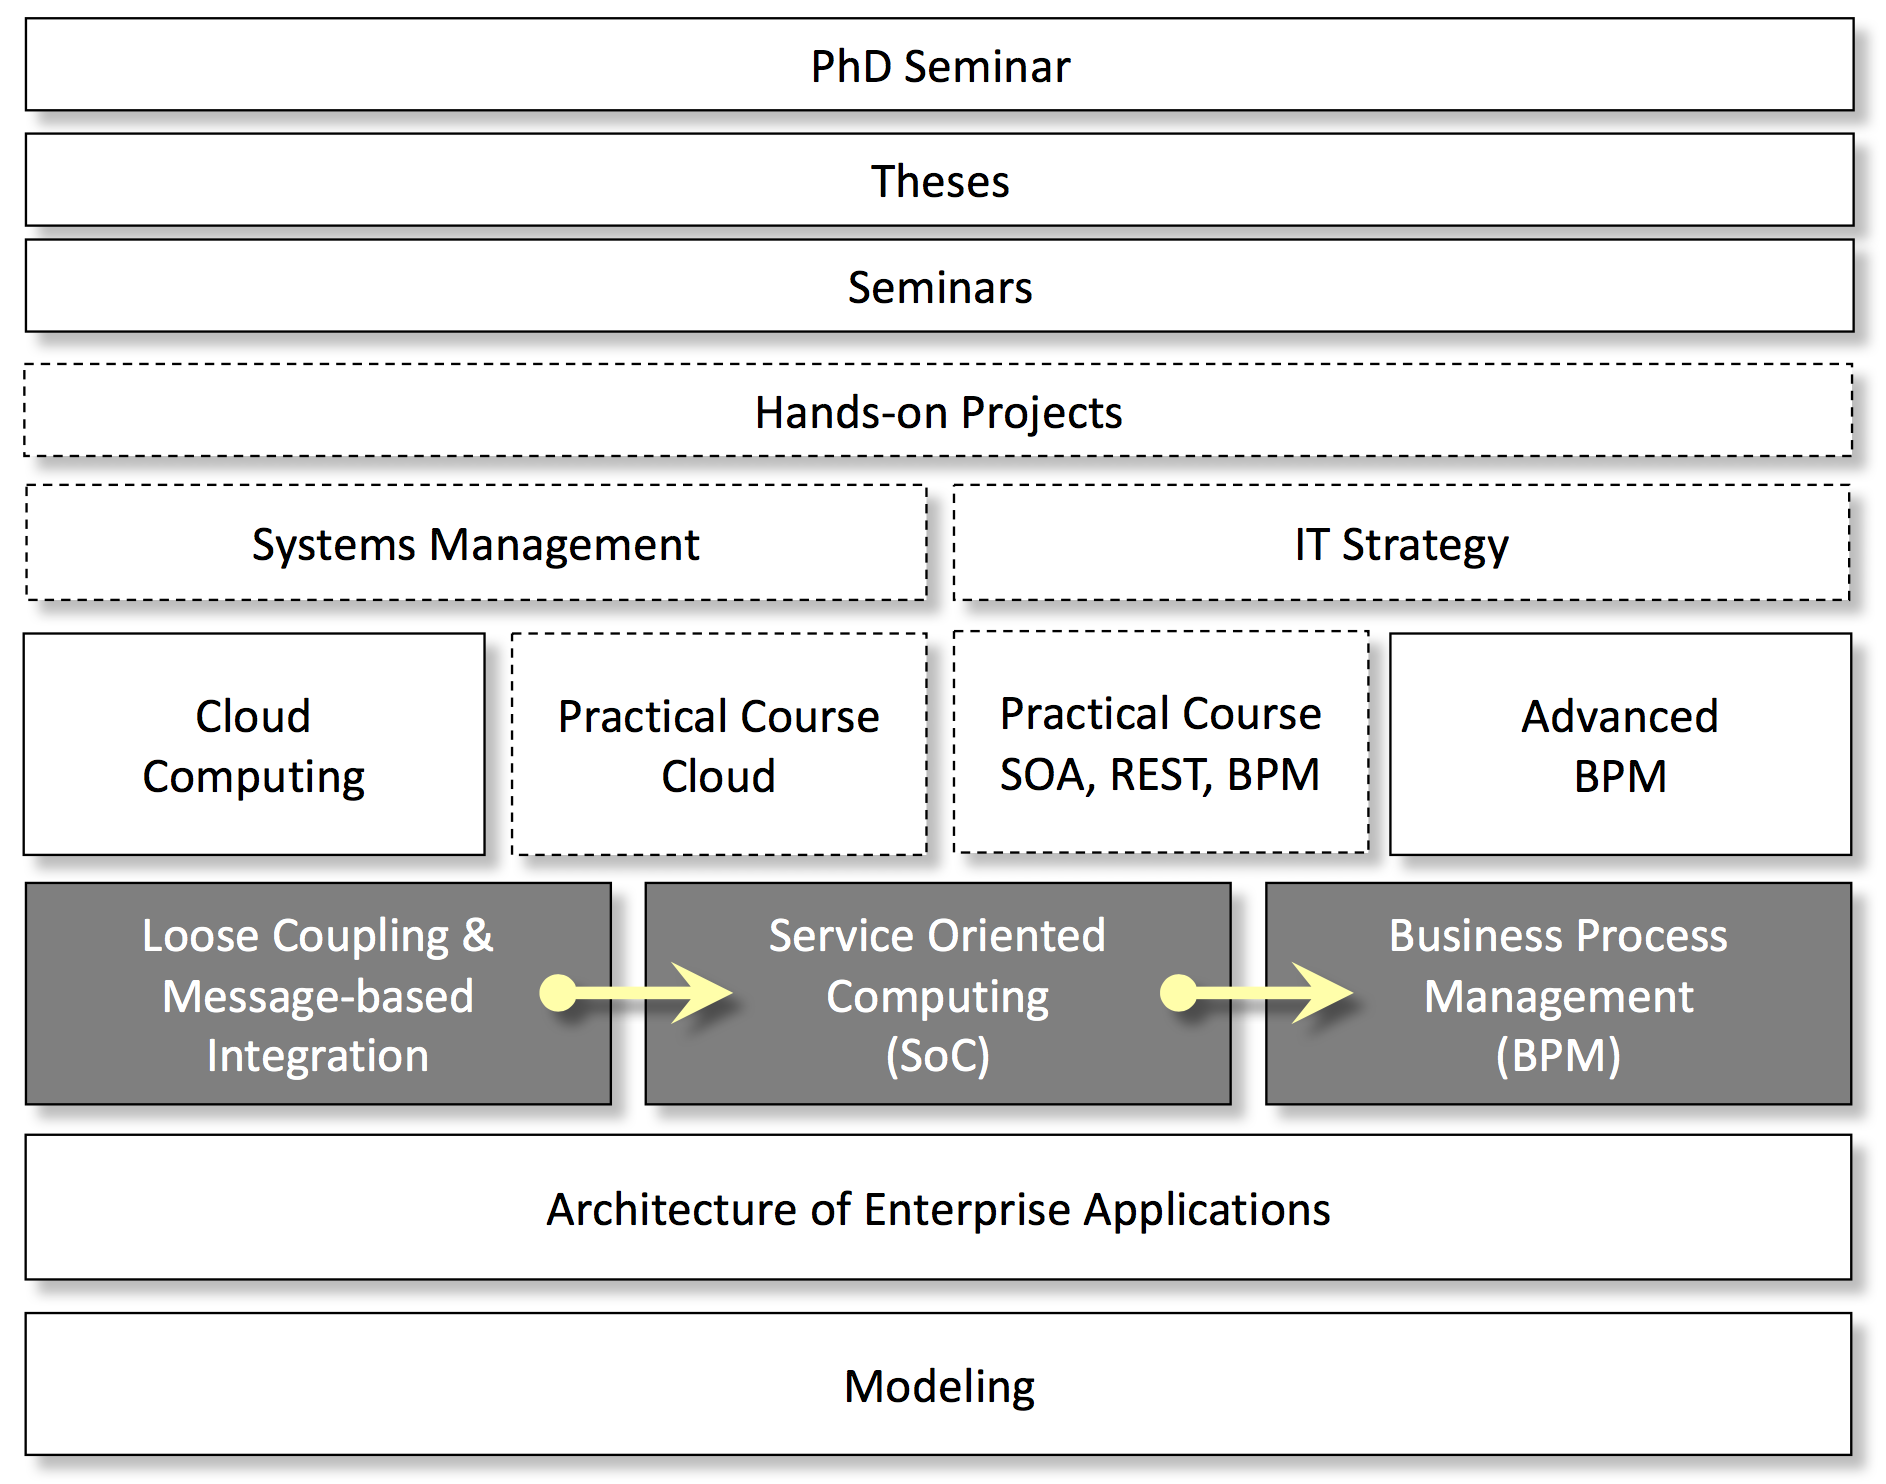 PhD Seminar
Theses
Seminars
Hands-on Projects
Systems Management
IT Strategy
Cloud
Computing
Practical Course
Cloud
Practical Course
SOA, REST, BPM
Advanced
BPM
Loose Coupling &
Message-based
Integration
Service Oriented
Computing
(SoC)
Business Process
Management
(BPM)
Architecture of Enterprise Applications
Modeling